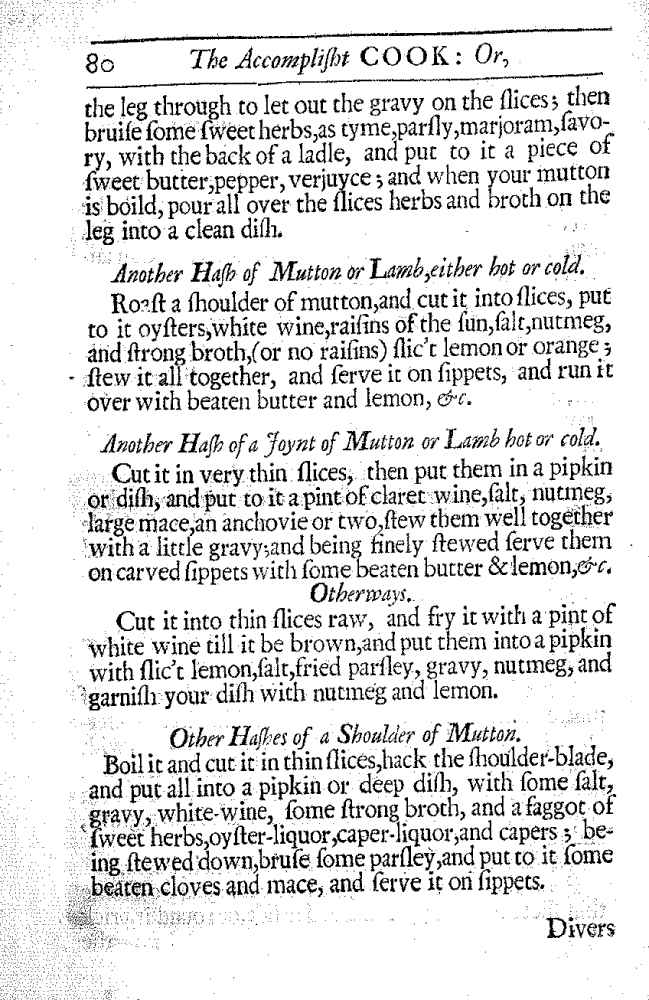 80 The Accompliſht COOK: Or,
the leg through to let out the gravy on the ſlices; then
bruiſe ſome ſweet herbs,as tyme,parſly,marjoram,ſavo-
ry, with the back of a ladle, and put to it a piece of
ſweet butter,pepper, verjuyce; and when your mutton
is boild, pour all over the ſlices herbs and broth on the
leg into a clean diſh.
Another Haſh of Mutton or Lamb,either hot or cold.
Roaſt a ſhoulder of mutton,and cut it into ſlices, put
to it oyſters,white wine,raiſins of the ſun,ſalt,nutmeg,
and ſtrong broth,(or no raiſins) ſlic't lemon or orange;
ſtew it all together, and ſerve it on ſippets, and run it
over with beaten butter and lemon, &c.
Another Haſh of a Joynt of Mutton or Lamb hot or cold.
Cut it in very thin ſlices, then put them in a pipkin
or diſh, and put to it a pint of claret wine,ſalt, nutmeg,
large mace,an anchovie or two,ſtew them well together
with a little gravy;and being finely ſtewed ſerve them
on carved ſippets with ſome beaten butter & lemon,&c.
Otherways.
Cut it into thin ſlices raw, and fry it with a pint of
white wine till it be brown,and put them into a pipkin
with ſlic't lemon,ſalt,fried parſley, gravy, nutmeg, and
garniſh your diſh with nutmeg and lemon.
Other Haſhes of a Shoulder of Mutton.
Boil it and cut it in thin ſlices,hack the ſhoulder-blade,
and put all into a pipkin or deep diſh, with ſome ſalt,
gravy, white-wine, ſome ſtrong broth, and a faggot of
ſweet herbs,oyſter-liquor,caper-liquor,and capers; be-
ing ſtewed down,bruſe ſome parſley,and put to it ſome
beaten cloves and mace, and ſerve it on ſippets.
Divers